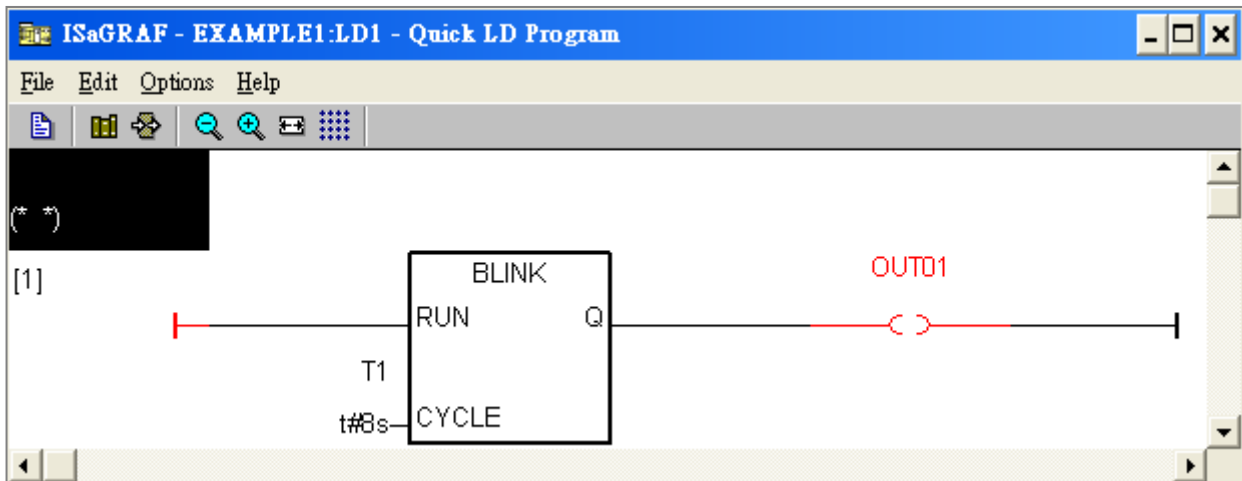 ISaGRAF - EXAMPLE1:LD1 - Quick LD Program
File Edit Options Help
(* *)
[1]
BLINK
OUT01
RUN Q
T1
t#8s CYCLE